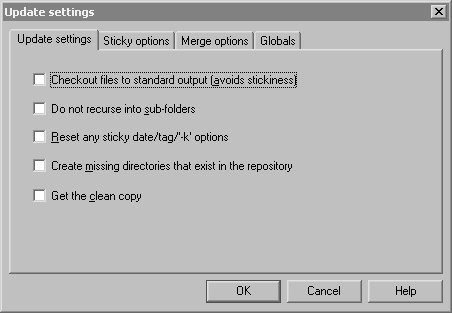 Update settings
Update settings Sticky options Merge options Globals
Checkout files to standard output (avoids stickiness)
Do not recurse into sub-folders
Reset any sticky date/tag/'-k' options
Create missing directories that exist in the repository
Get the clean copy
OK Cancel Help